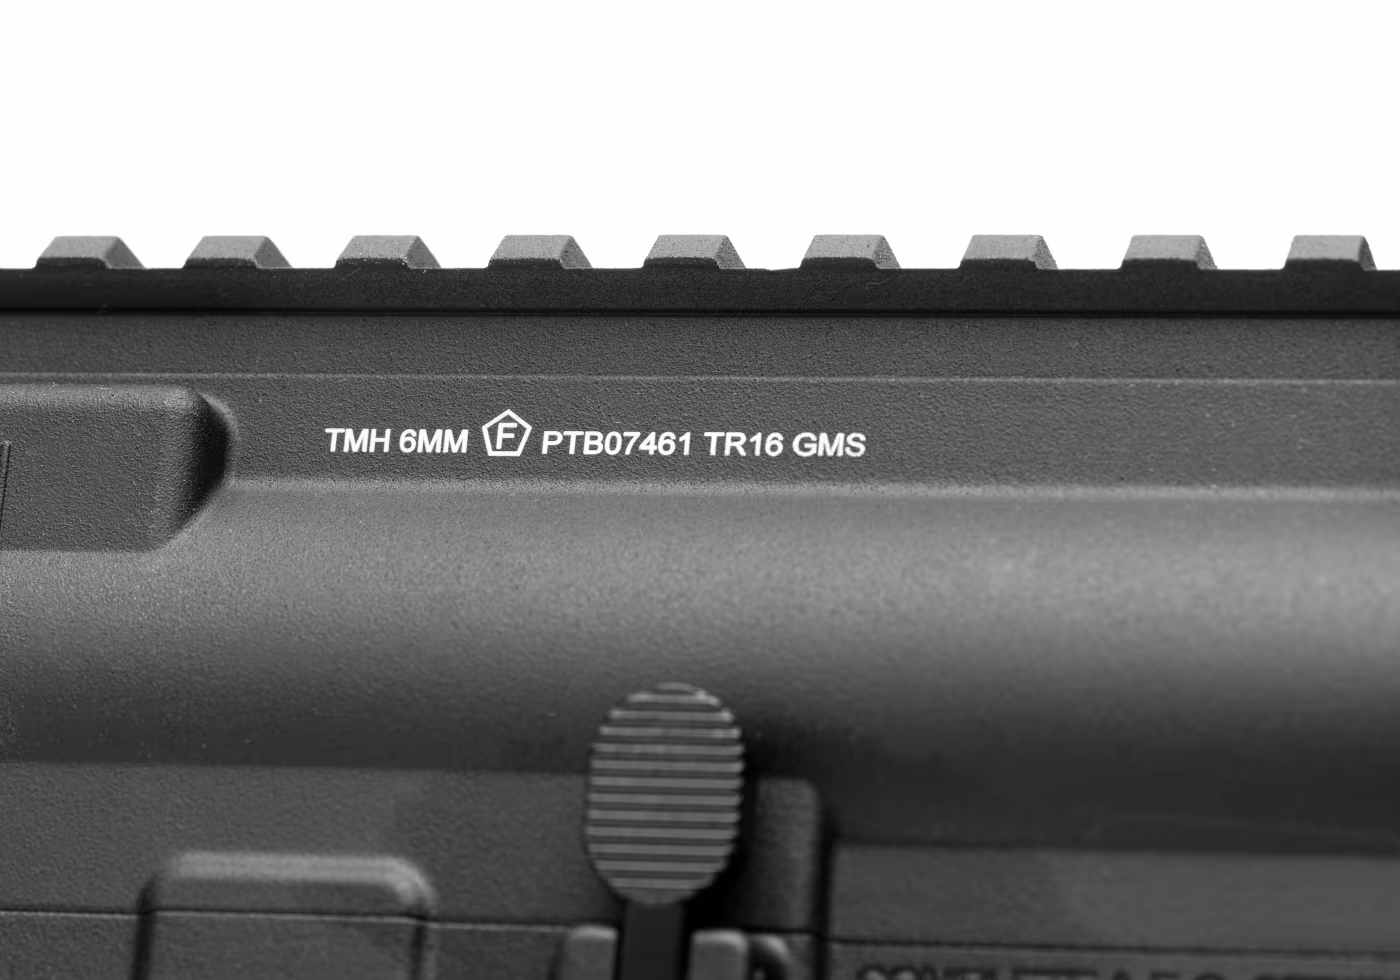 TMH 6MM F PTB07461 TR16 GMS